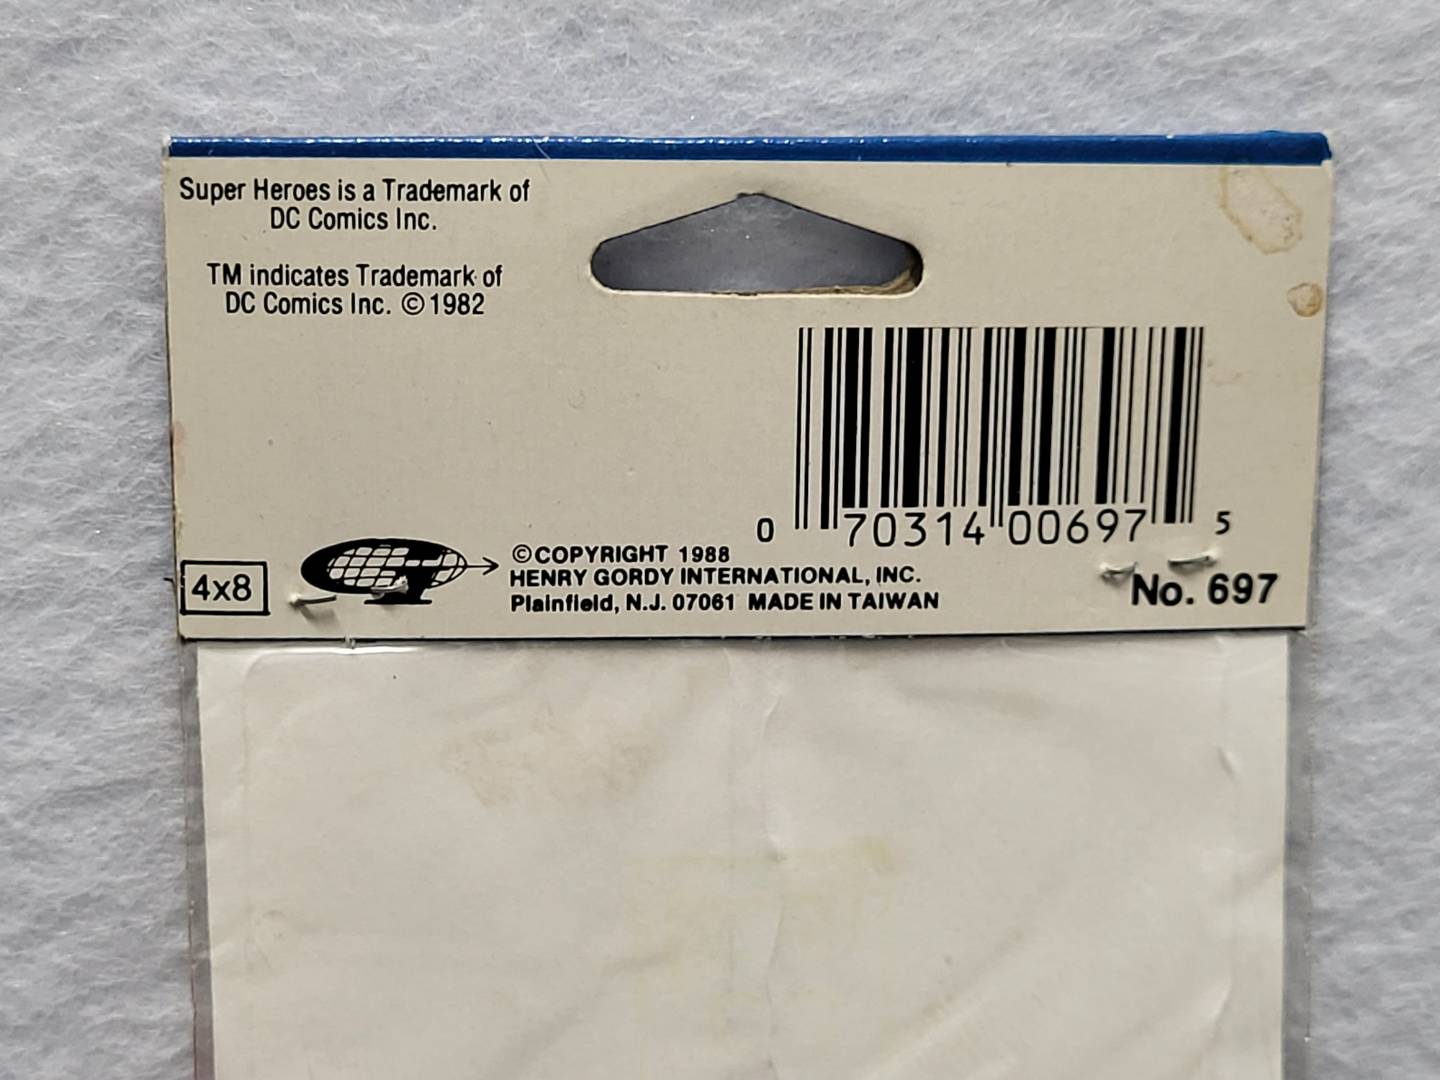 Super Heroes is a Trademark of
DC Comics Inc.
TM indicates Trademark of
DC Comics Inc. ©1982
0 70314 00697 5
4x8
©COPYRIGHT 1988
HENRY GORDY INTERNATIONAL, INC.
Plainfield, N.J. 07061 MADE IN TAIWAN
No. 697